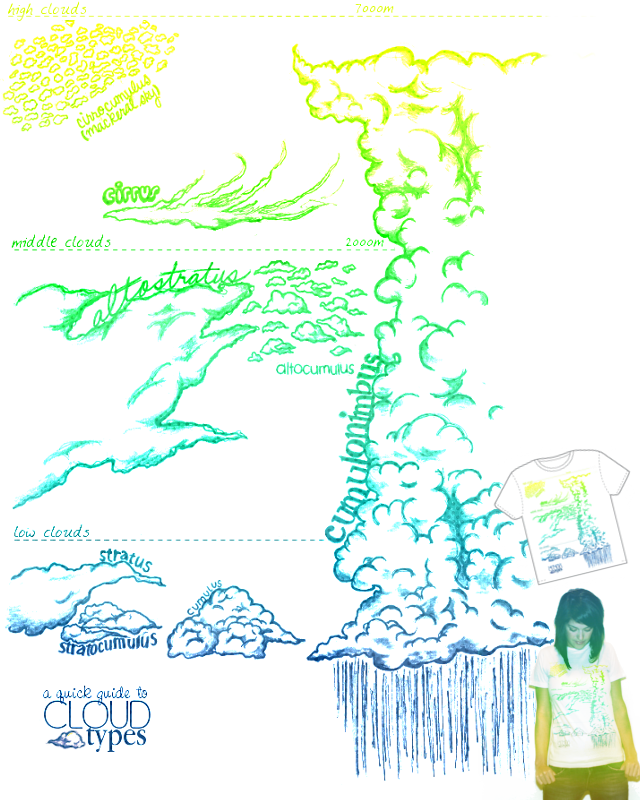 high clouds
7000m
cirrocumulus
(mackeral sky)
cirrus
middle clouds
2000m
altostratus
altocumulus
cumulonimbus
low clouds
stratus
cumulus
stratocumulus
a quick guide to
CLOUD
types